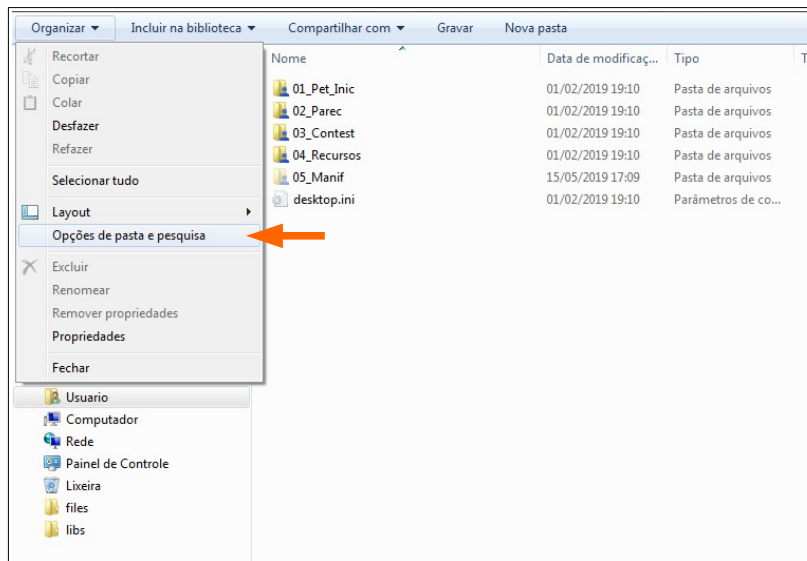 Organizar Incluir na biblioteca Compartilhar com Gravar Nova pasta
Recortar
Copiar
Colar
Desfazer
Refazer
Selecionar tudo
Layout
Opções de pasta e pesquisa
Excluir
Renomear
Remover propriedades
Propriedades
Fechar
Usuario
Computador
Rede
Painel de Controle
Lixeira
files
libs
Nome Data de modificaç... Tipo T
01_Pet_Inic 01/02/2019 19:10 Pasta de arquivos
02_Parec 01/02/2019 19:10 Pasta de arquivos
03_Contest 01/02/2019 19:10 Pasta de arquivos
04_Recursos 01/02/2019 19:10 Pasta de arquivos
05_Manif 15/05/2019 17:09 Pasta de arquivos
desktop.ini 01/02/2019 19:10 Parâmetros de co...